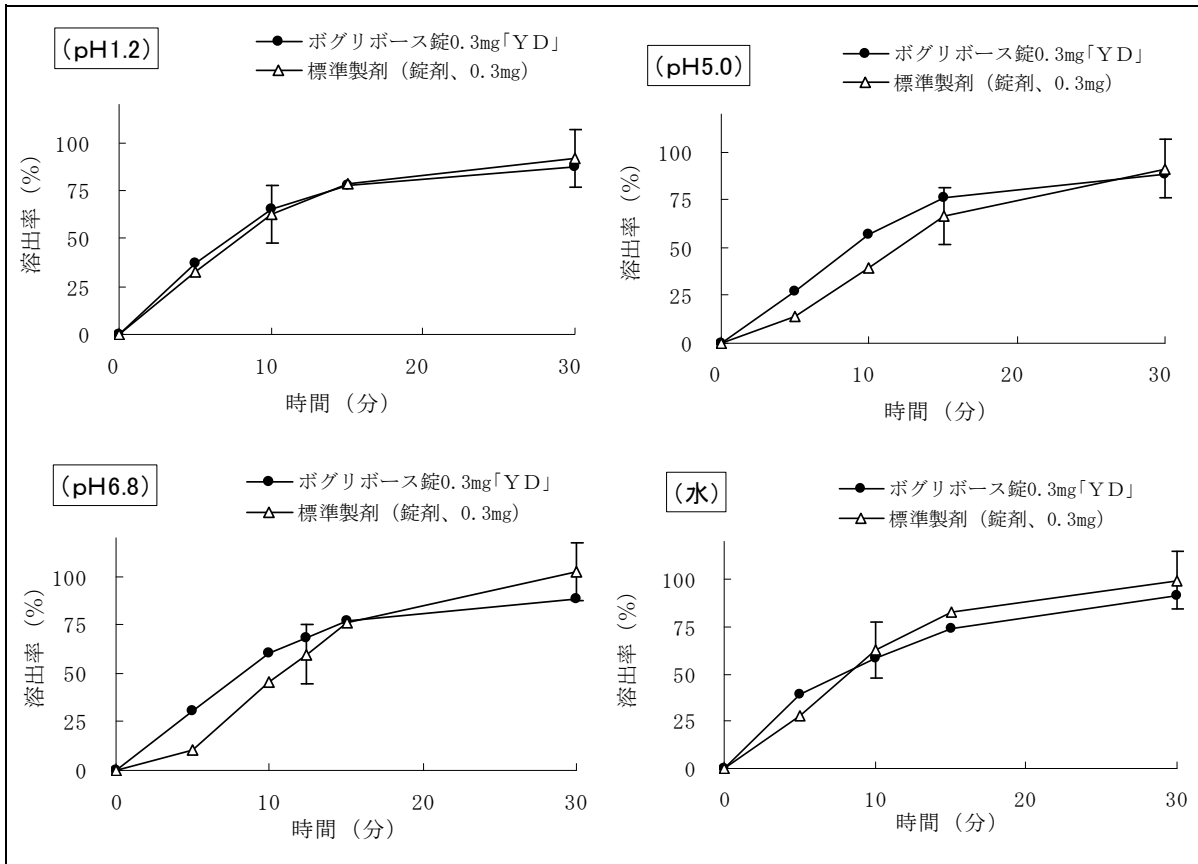 (pH1.2)
ボグリボース錠0.3mg「ＹＤ」
標準製剤（錠剤、0.3mg）
溶出率（%）
100
75
50
25
0
0 10 20 30
時間（分）
(pH5.0)
ボグリボース錠0.3mg「ＹＤ」
標準製剤（錠剤、0.3mg）
溶出率（%）
100
75
50
25
0
0 10 20 30
時間（分）
(pH6.8)
ボグリボース錠0.3mg「ＹＤ」
標準製剤（錠剤、0.3mg）
溶出率（%）
100
75
50
25
0
0 10 20 30
時間（分）
(水)
ボグリボース錠0.3mg「ＹＤ」
標準製剤（錠剤、0.3mg）
溶出率（%）
100
75
50
25
0
0 10 20 30
時間（分）